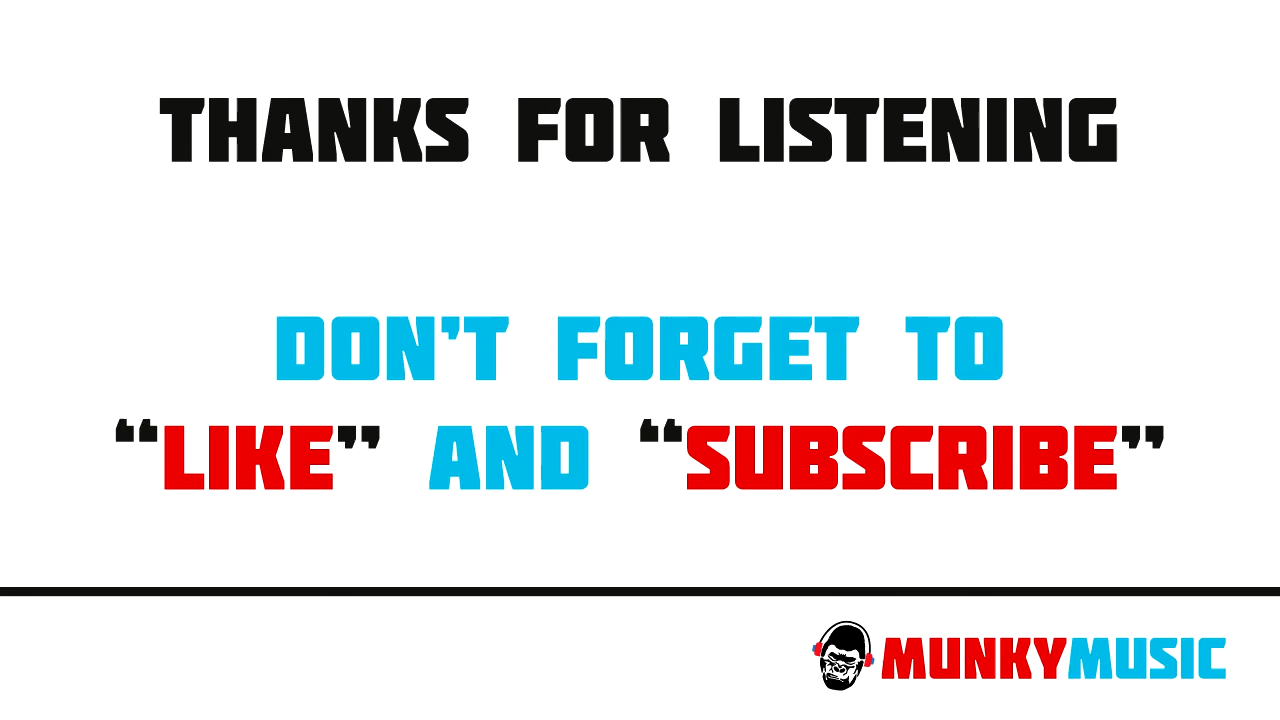 THANKS FOR LISTENING
DON’T FORGET TO
“LIKE” AND “SUBSCRIBE”
MUNKYMUSIC